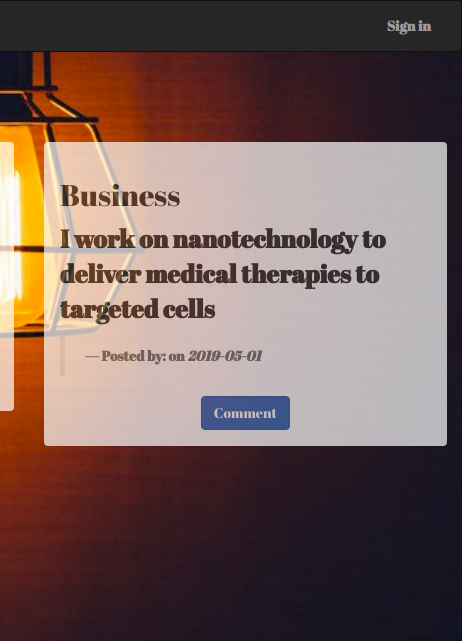 Sign in
Business
I work on nanotechnology to
deliver medical therapies to
targeted cells
— Posted by: on 2019-05-01
Comment